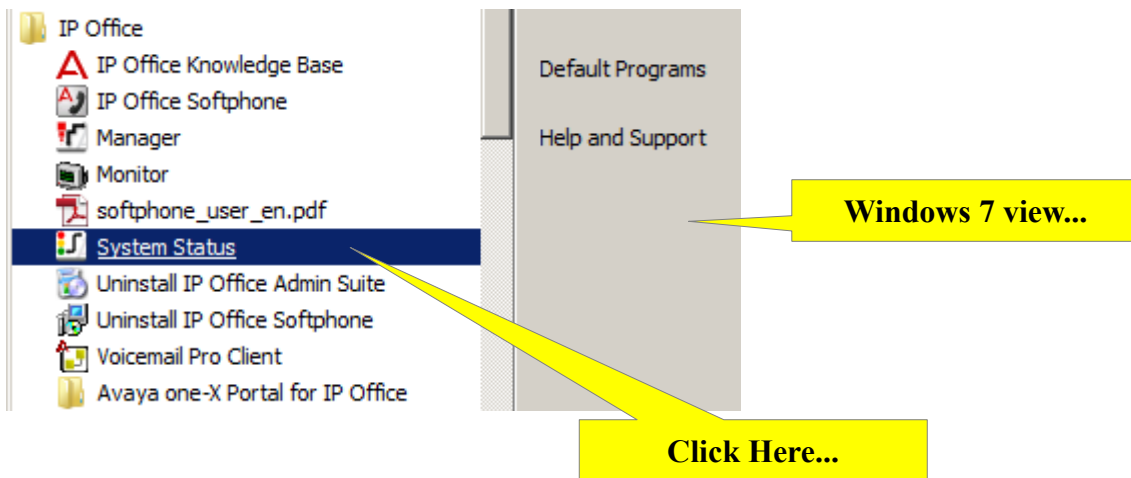 IP Office
IP Office Knowledge Base
IP Office Softphone
Manager
Monitor
softphone_user_en.pdf
System Status
Uninstall IP Office Admin Suite
Uninstall IP Office Softphone
Voicemail Pro Client
Avaya one-X Portal for IP Office
Default Programs
Help and Support
Windows 7 view...
Click Here...